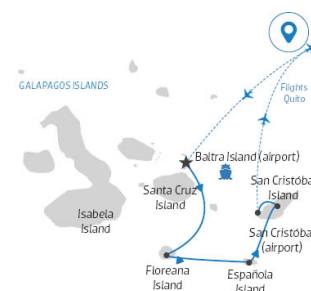 GALAPAGOS ISLANDS
Flights
Quito
Baltra Island (airport)
San Cristóba
Island
Santa Cruz
Island
Isabela
Island
San Cristóba
(airport)
Floreana
Island
Española
Island